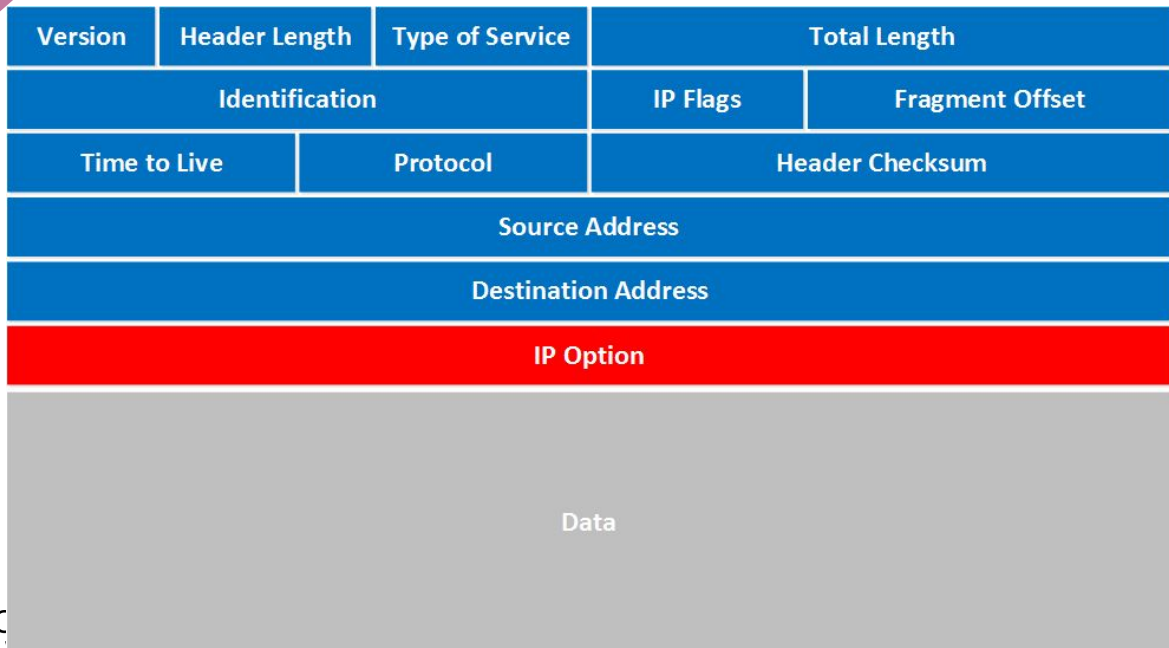 Version Header Length Type of Service Total Length
Identification IP Flags Fragment Offset
Time to Live Protocol Header Checksum
Source Address
Destination Address
IP Option
Data